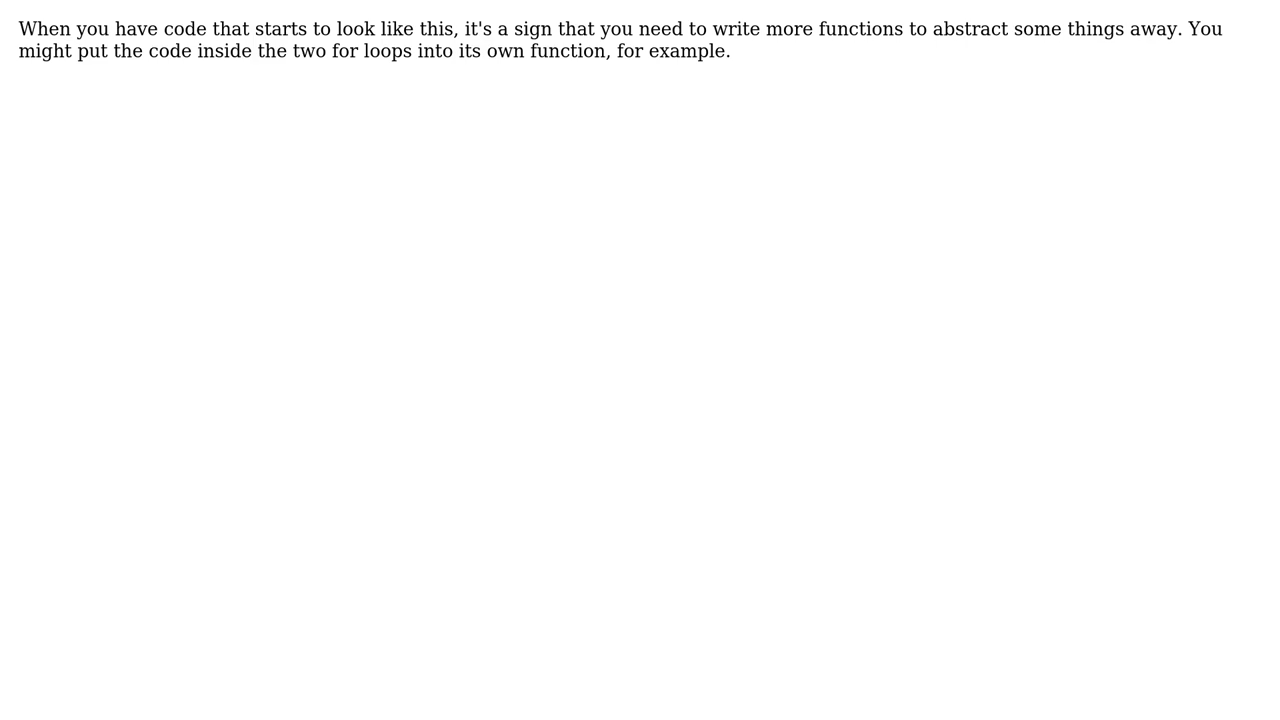 When you have code that starts to look like this, it's a sign that you need to write more functions to abstract some things away. You
might put the code inside the two for loops into its own function, for example.